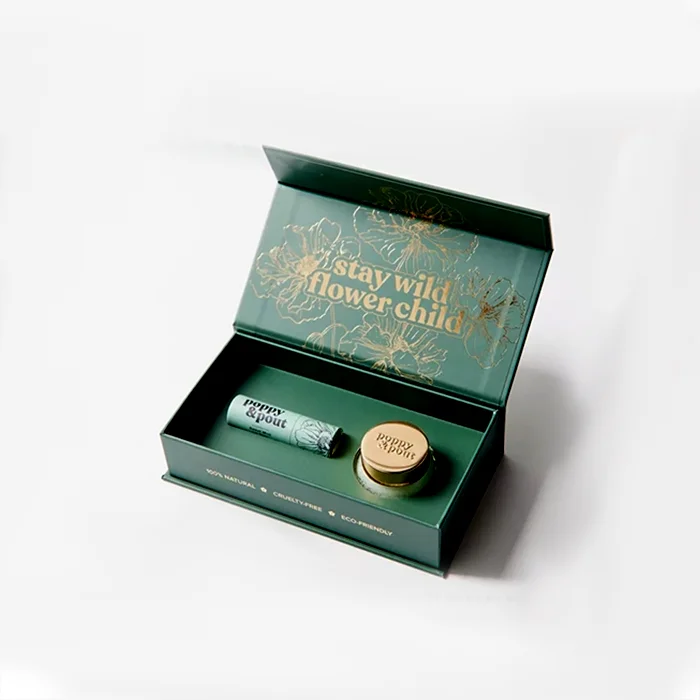 stay wild
flower child
poppy
&pout
poppy
&pout
100% NATURAL ✿ CRUELTY-FREE ✿ ECO-FRIENDLY